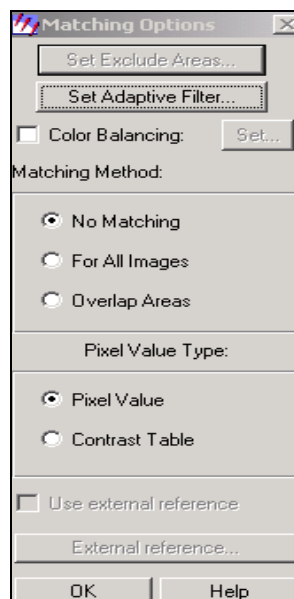 Matching Options
Set Exclude Areas...
Set Adaptive Filter...
Color Balancing: Set...
Matching Method:
No Matching
For All Images
Overlap Areas
Pixel Value Type:
Pixel Value
Contrast Table
Use external reference
External reference...
OK Help